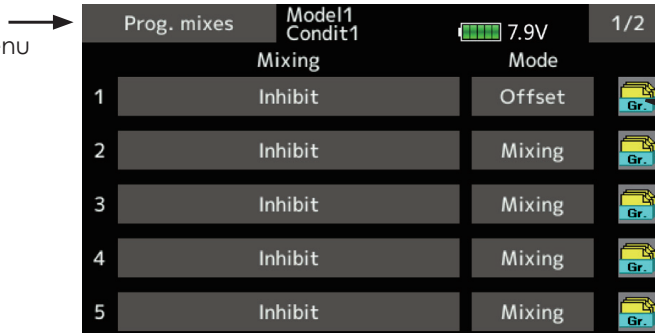 Prog. mixes Model1 Condit1 7.9V 1/2
nu
Mixing Mode
1 Inhibit Offset Gr.
2 Inhibit Mixing Gr.
3 Inhibit Mixing Gr.
4 Inhibit Mixing Gr.
5 Inhibit Mixing Gr.